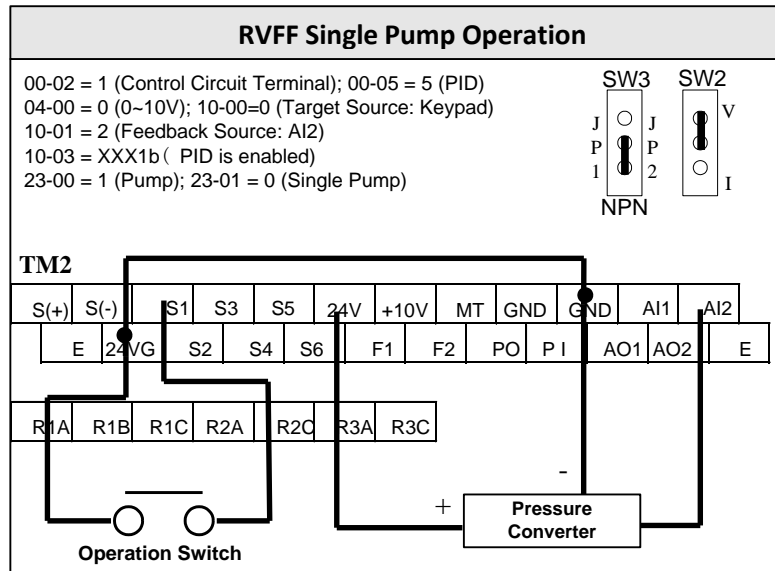 RVFF Single Pump Operation
00-02 = 1 (Control Circuit Terminal); 00-05 = 5 (PID)
04-00 = 0 (0~10V); 10-00=0 (Target Source: Keypad)
10-01 = 2 (Feedback Source: AI2)
10-03 = XXX1b( PID is enabled)
23-00 = 1 (Pump); 23-01 = 0 (Single Pump)
SW3 SW2
J J V
P P
1 2 I
NPN
TM2
S(+) S(-) S1 S3 S5 24V +10V MT GND GND AI1 AI2
E 24VG S2 S4 S6 F1 F2 PO P I AO1 AO2 E
R1A R1B R1C R2A R2C R3A R3C
-
+ Pressure
Converter
Operation Switch